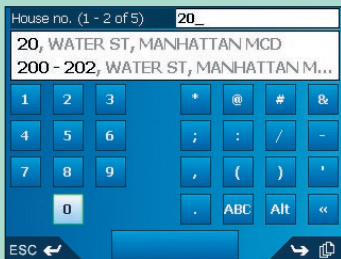 House no. (1 - 2 of 5) 20_
20, WATER ST, MANHATTAN MCD
200 - 202, WATER ST, MANHATTAN M...
1 2 3 * @ # &
4 5 6 ; : / -
7 8 9 , ( ) '
0 . ABC Alt «
ESC